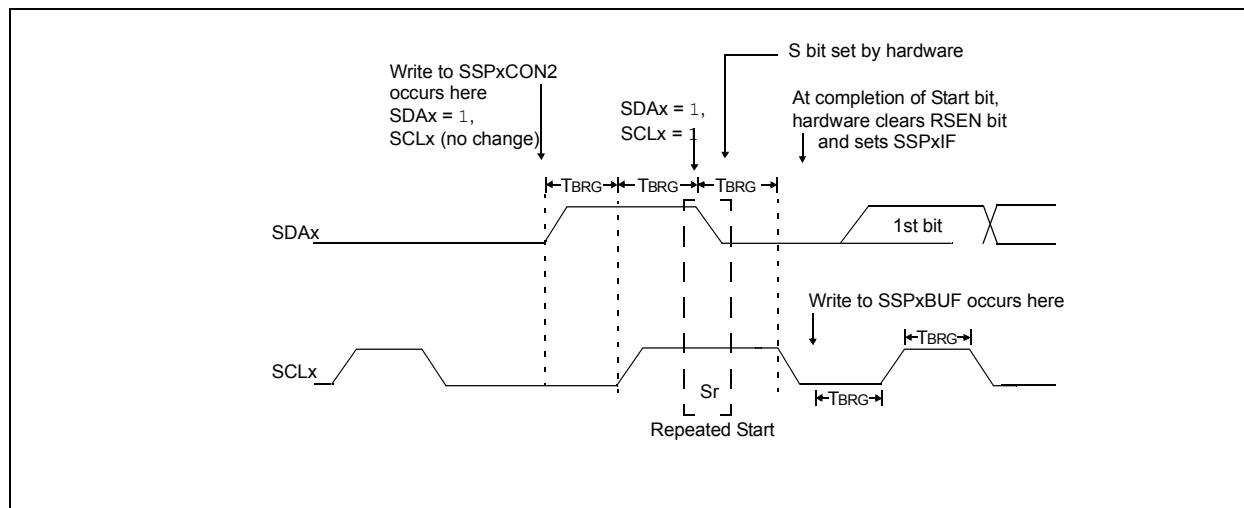 S bit set by hardware
Write to SSPxCON2
occurs here
SDAx = 1,
SCLx (no change)
SDAx = 1,
SCLx = 1
At completion of Start bit,
hardware clears RSEN bit
and sets SSPxIF
TBRG
TBRG
TBRG
SDAx
1st bit
Write to SSPxBUF occurs here
TBRG
SCLx
Sr
TBRG
Repeated Start